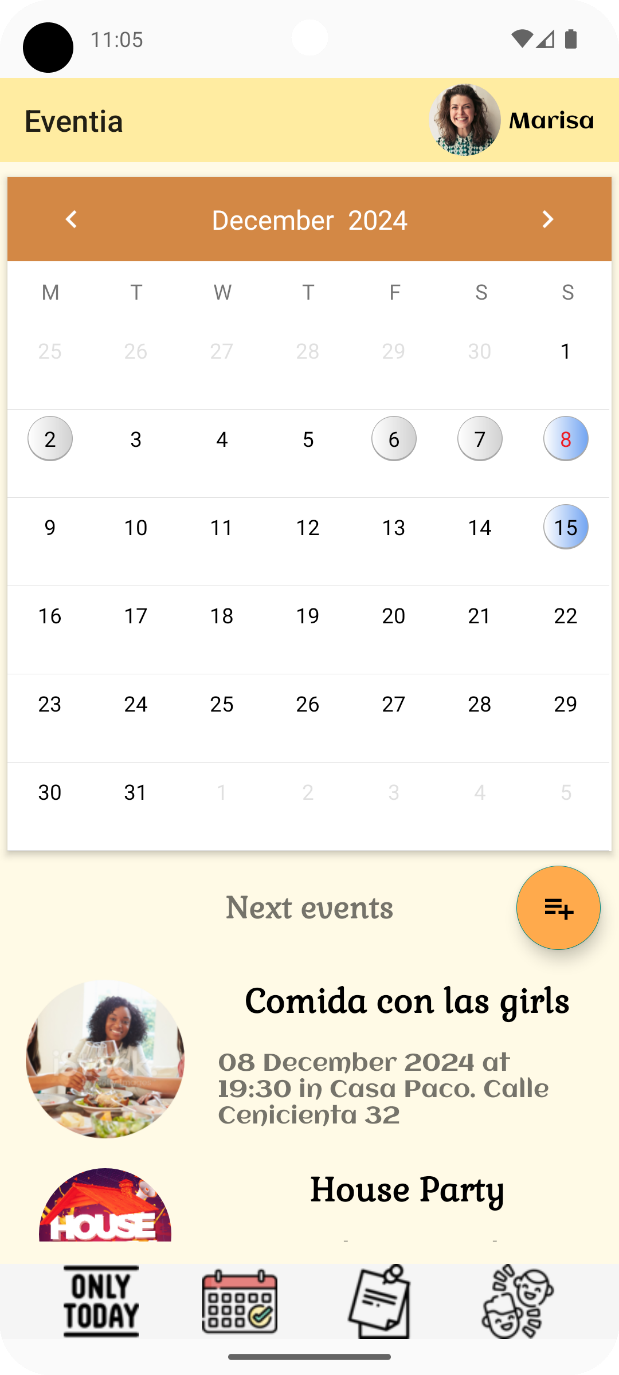 11:05
Eventia
Marisa
December 2024
M T W T F S S
25 26 27 28 29 30 1
2 3 4 5 6 7 8
9 10 11 12 13 14 15
16 17 18 19 20 21 22
23 24 25 26 27 28 29
30 31 1 2 3 4 5
Next events
Comida con las girls
08 December 2024 at
19:30 in Casa Paco. Calle
Cenicienta 32
House Party
HOUSE
ONLY
TODAY